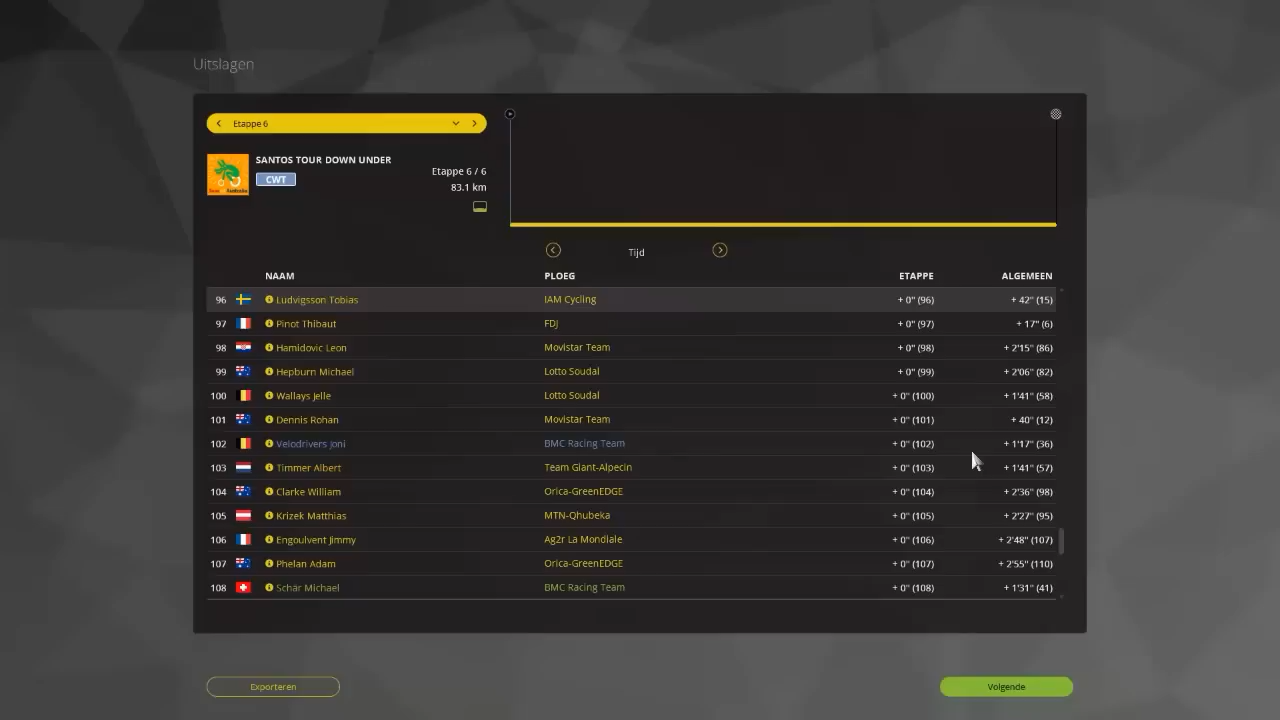 Uitslagen
Etappe 6
SANTOS TOUR DOWN UNDER
CWT
Etappe 6 / 6
83.1 km
Tijd
NAAM PLOEG ETAPPE ALGEMEEN
96 Ludvigsson Tobias IAM Cycling + 0" (96) + 42" (15)
97 Pinot Thibaut FDJ + 0" (97) + 17" (6)
98 Hamidovic Leon Movistar Team + 0" (98) + 2'15" (86)
99 Hepburn Michael Lotto Soudal + 0" (99) + 2'06" (82)
100 Wallays Jelle Lotto Soudal + 0" (100) + 1'41" (58)
101 Dennis Rohan Movistar Team + 0" (101) + 40" (12)
102 Velodrivers Joni BMC Racing Team + 0" (102) + 1'17" (36)
103 Timmer Albert Team Giant-Alpecin + 0" (103) + 1'41" (57)
104 Clarke William Orica-GreenEDGE + 0" (104) + 2'36" (98)
105 Krizek Matthias MTN-Qhubeka + 0" (105) + 2'27" (95)
106 Engoulvent Jimmy Ag2r La Mondiale + 0" (106) + 2'48" (107)
107 Phelan Adam Orica-GreenEDGE + 0" (107) + 2'55" (110)
108 Schär Michael BMC Racing Team + 0" (108) + 1'31" (41)
Exporteren
Volgende